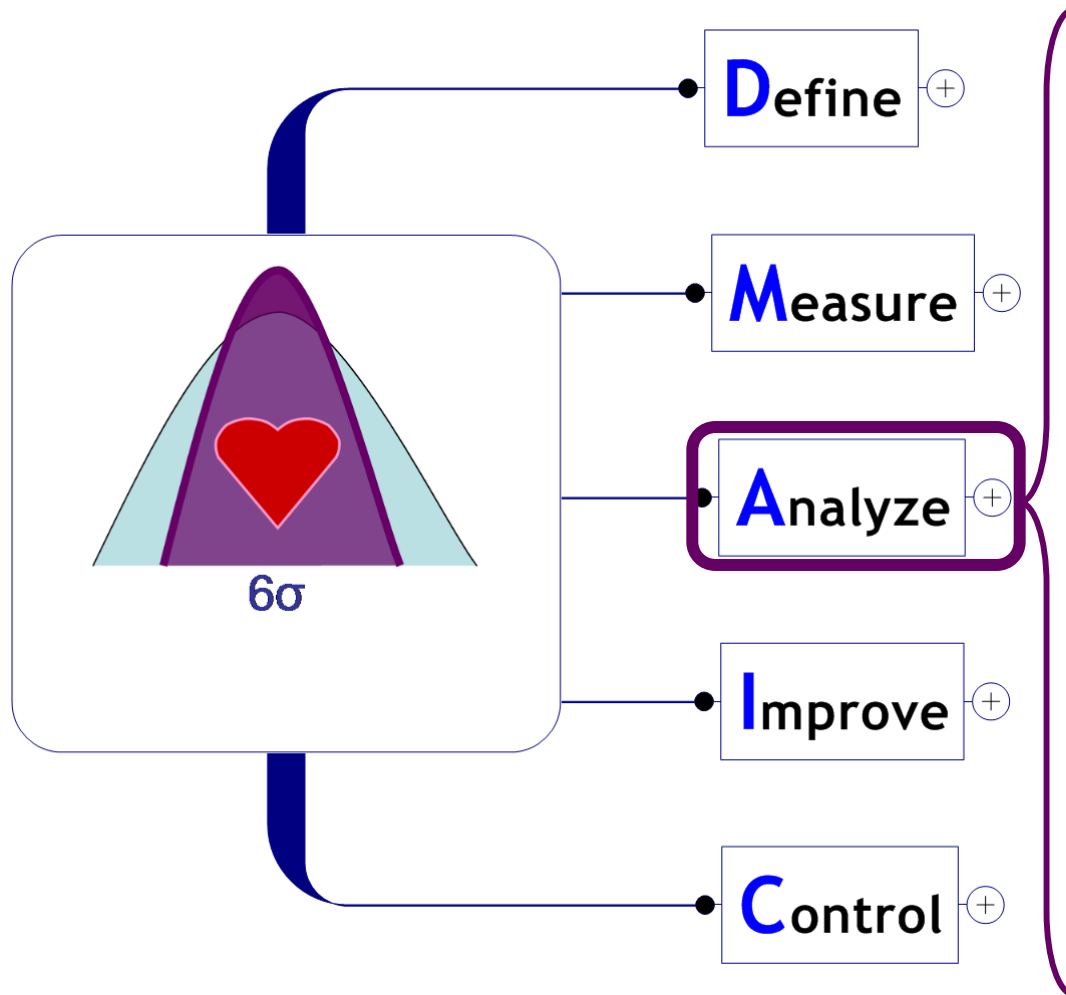 Define
Measure
Analyze
6σ
Improve
Control